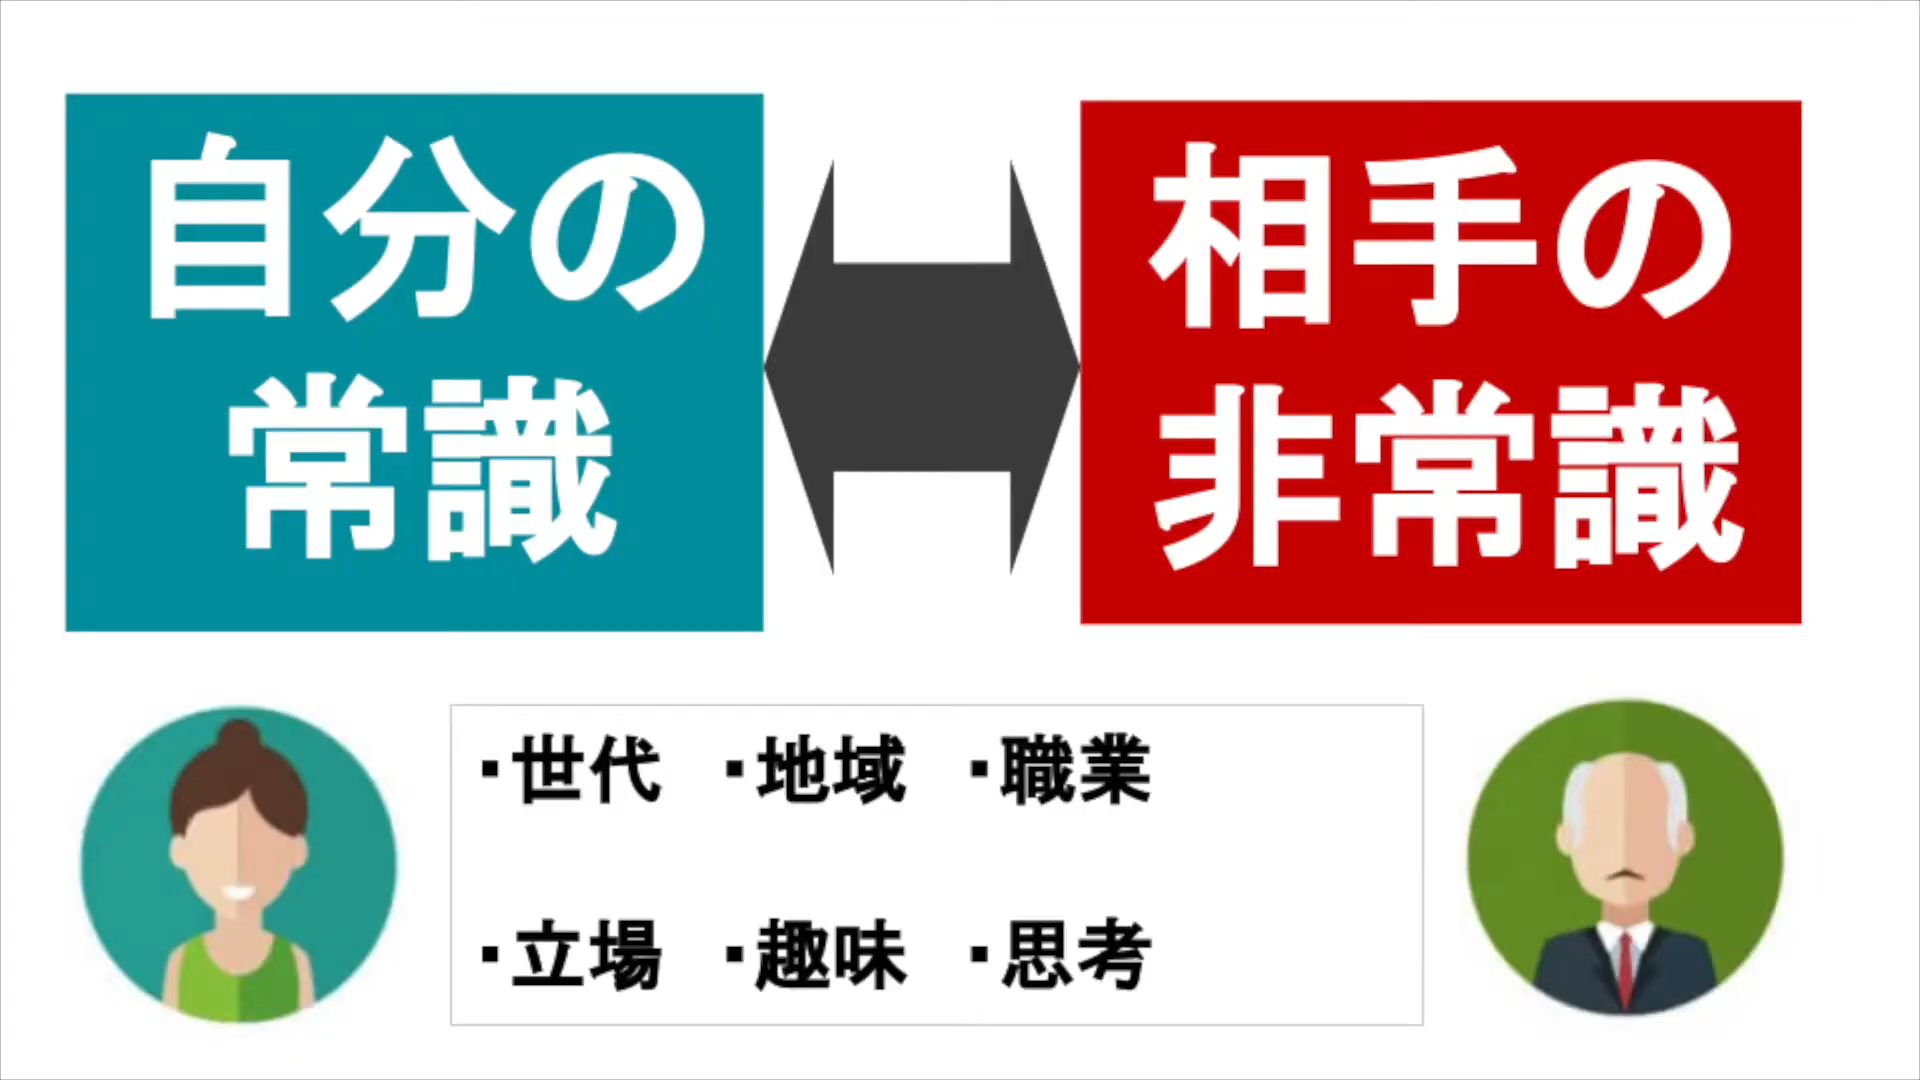 自分の
常識
相手の
非常識
・世代 ・地域 ・職業
・立場 ・趣味 ・思考